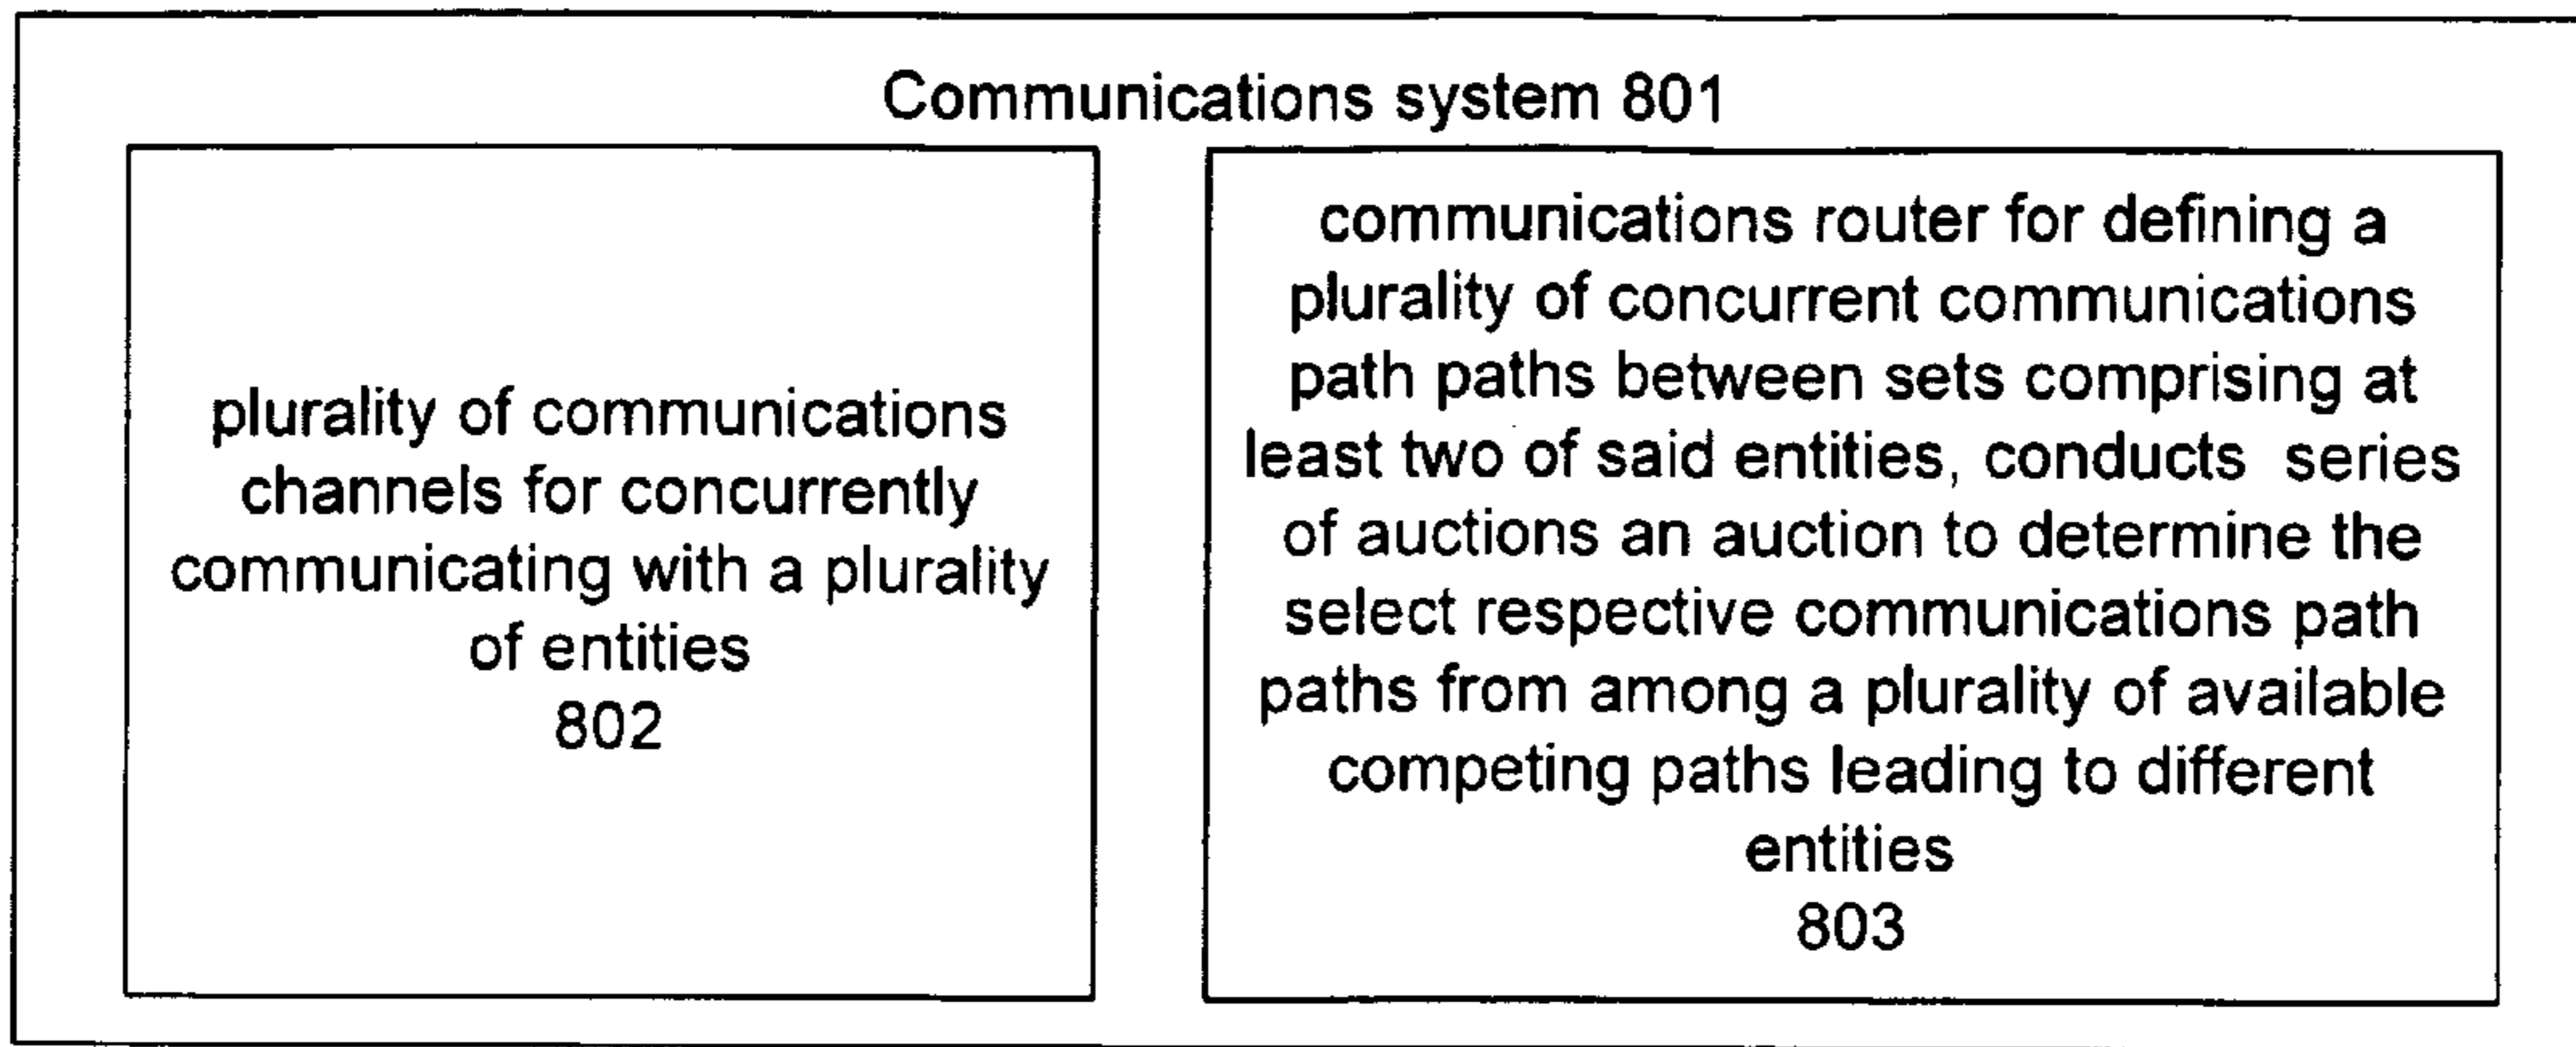 Communications system 801
plurality of communications
channels for concurrently
communicating with a plurality
of entities
802
communications router for defining a
plurality of concurrent communications
path paths between sets comprising at
least two of said entities, conducts series
of auctions an auction to determine the
select respective communications path
paths from among a plurality of available
competing paths leading to different
entities
803